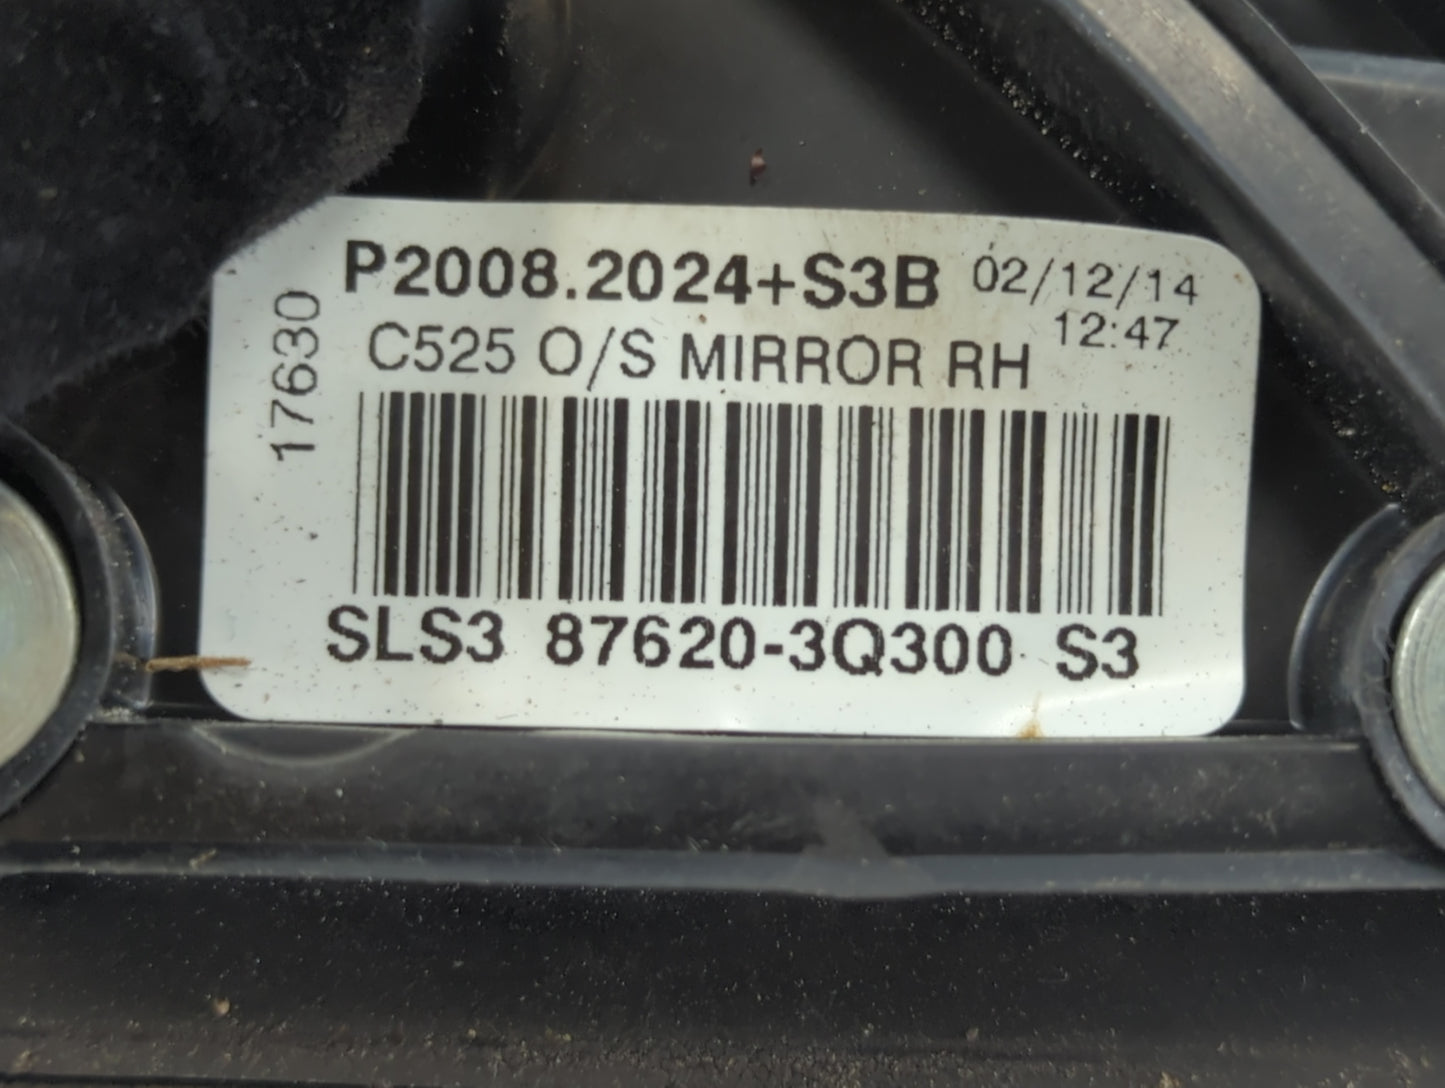 P2008.2024+S3B 02/12/14
12:47
C525 O/S MIRROR RH
17630
SLS3 87620-3Q300 S3